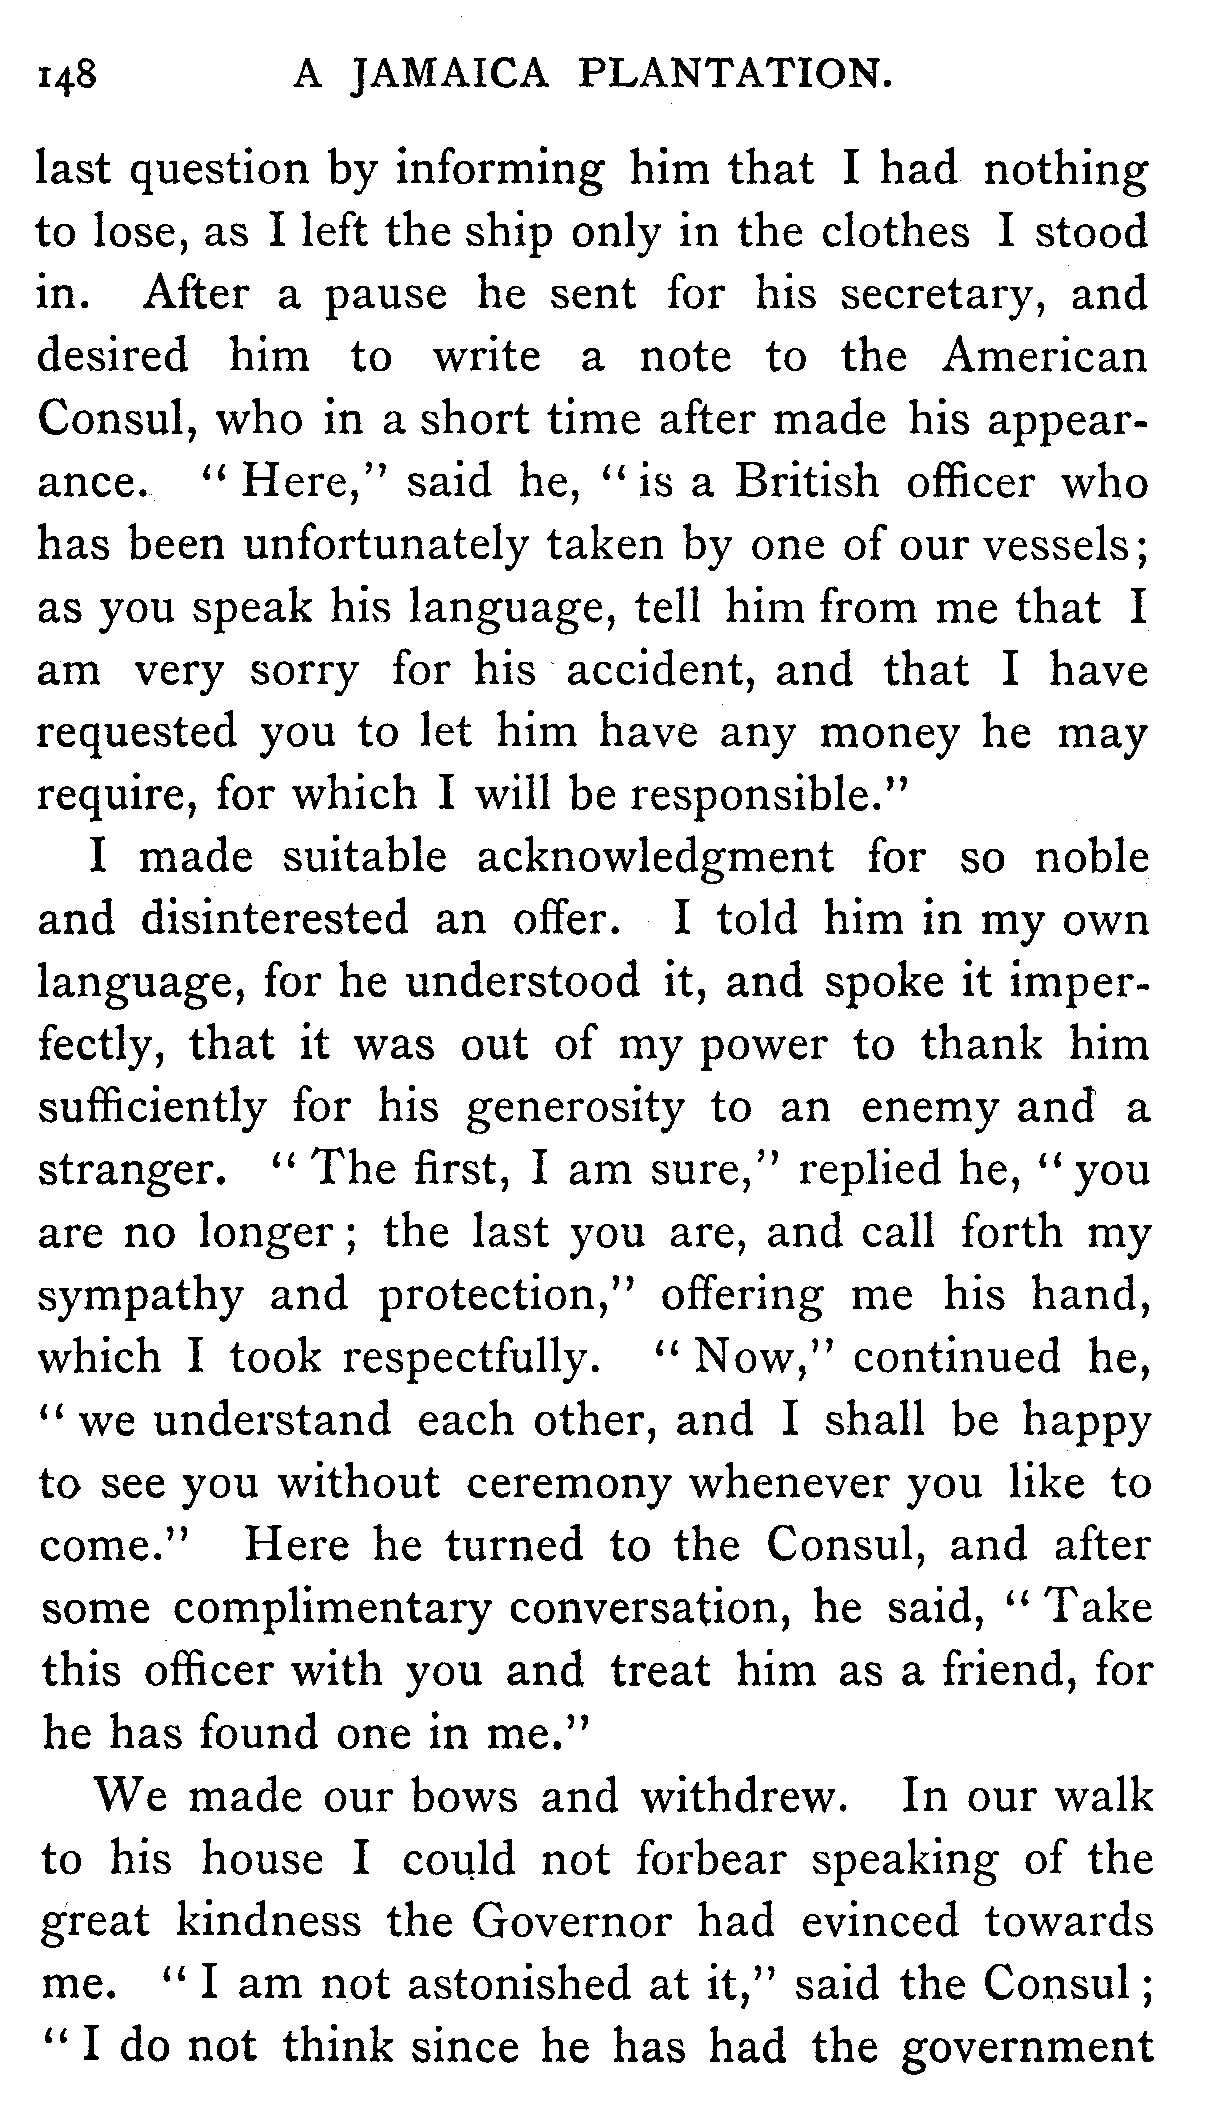 148 A JAMAICA PLANTATION.
last question by informing him that I had nothing
to lose, as I left the ship only in the clothes I stood
in. After a pause he sent for his secretary, and
desired him to write a note to the American
Consul, who in a short time after made his appear-
ance. “ Here,” said he, “ is a British officer who
has been unfortunately taken by one of our vessels;
as you speak his language, tell him from me that I
am very sorry for his accident, and that I have
requested you to let him have any money he may
require, for which I will be responsible.”
I made suitable acknowledgment for so noble
and disinterested an offer. I told him in my own
language, for he understood it, and spoke it imper-
fectly, that it was out of my power to thank him
sufficiently for his generosity to an enemy and a
stranger. “ The first, I am sure,” replied he, “ you
are no longer ; the last you are, and call forth my
sympathy and protection,” offering me his hand,
which I took respectfully. “ Now,” continued he,
“ we understand each other, and I shall be happy
to see you without ceremony whenever you like to
come.” Here he turned to the Consul, and after
some complimentary conversation, he said, “ Take
this officer with you and treat him as a friend, for
he has found one in me.”
We made our bows and withdrew. In our walk
to his house I could not forbear speaking of the
great kindness the Governor had evinced towards
me. “ I am not astonished at it,” said the Consul ;
“ I do not think since he has had the government